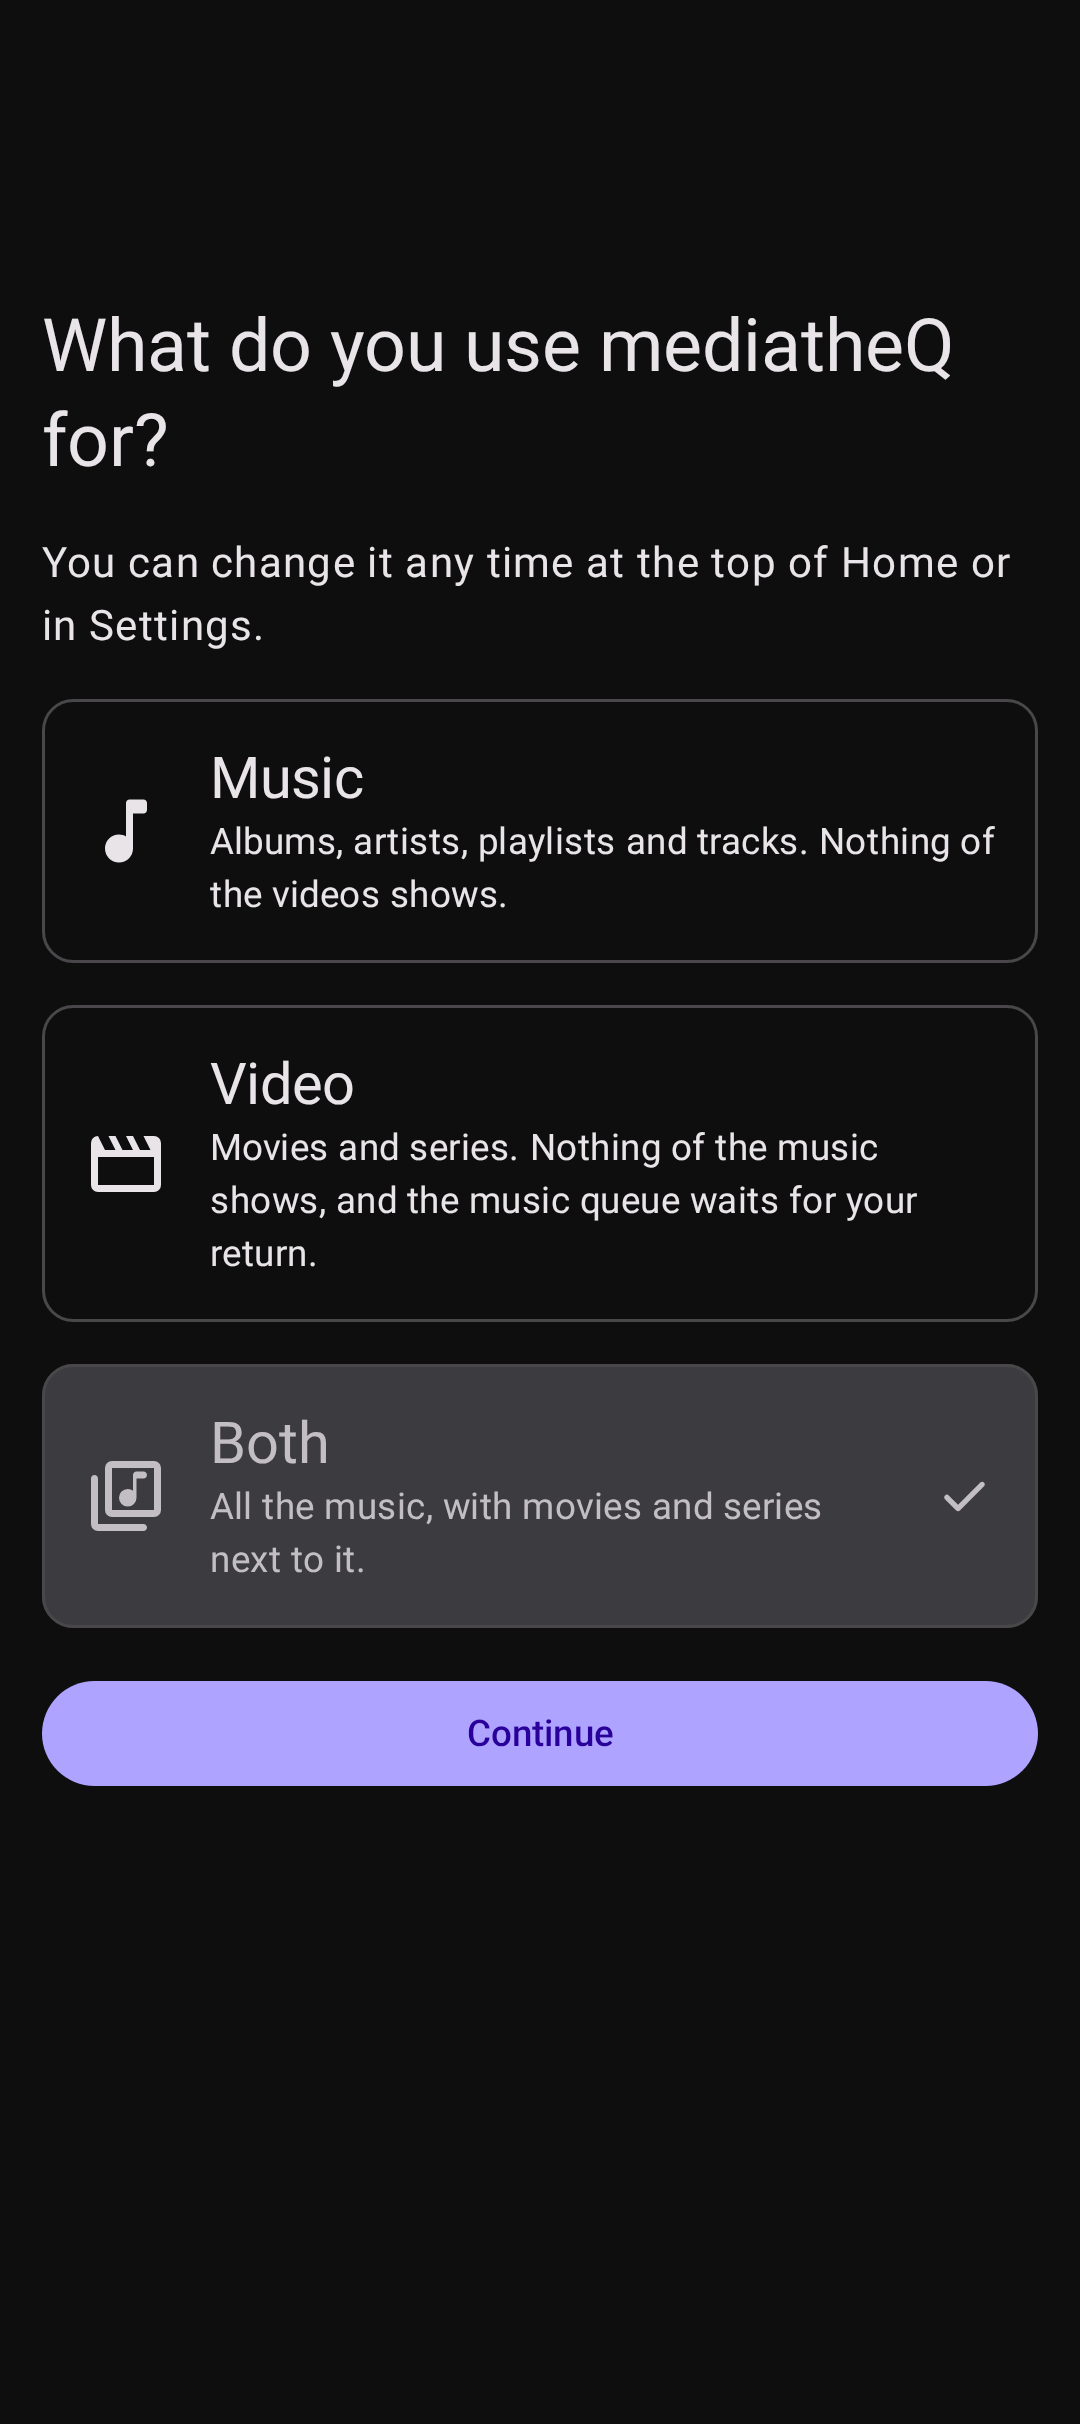 What do you use mediatheQ
for?
You can change it any time at the top of Home or
in Settings.
Music
Albums, artists, playlists and tracks. Nothing of
the videos shows.
Video
Movies and series. Nothing of the music
shows, and the music queue waits for your
return.
Both
All the music, with movies and series
next to it.
Continue